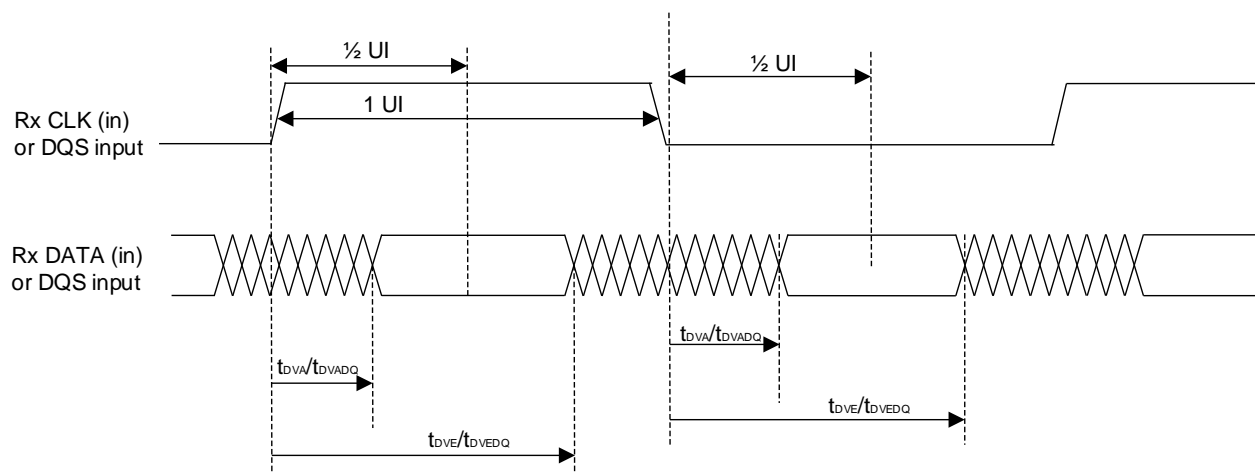 ½ UI
½ UI
1 UI
Rx CLK (in)
or DQS input
Rx DATA (in)
or DQS input
tDVA/tDVADQ
tDVA/tDVADQ
tDVE/tDVEDQ
tDVE/tDVEDQ